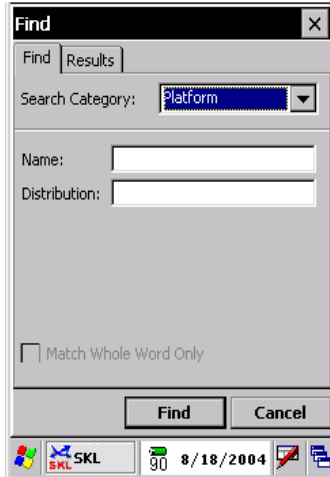 Find
Find Results
Search Category: Platform
Name:
Distribution:
Match Whole Word Only
Find Cancel
SKL SKL 90 8/18/2004